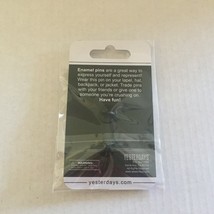 Enamel pins are a great way to
express yourself and represent!
Wear this pin on your lapel, hat,
backpack, or jacket. Trade pins
with your friends or give one to
someone you're crushing on.
Have fun!
YESTERDAYS
yesterdays.com